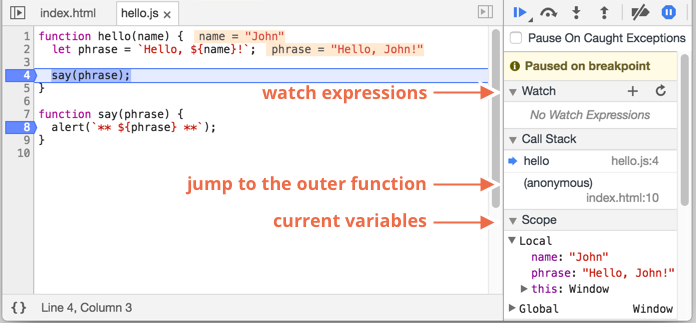 index.html hello.js ×
1 function hello(name) { name = "John"
2 let phrase = `Hello, ${name}!`; phrase = "Hello, John!"
3
4 say(phrase);
5 }
6
7 function say(phrase) {
8 alert(`** ${phrase} **`);
9 }
10
{} Line 4, Column 3
watch expressions
jump to the outer function
current variables
Pause On Caught Exceptions
Paused on breakpoint
Watch
No Watch Expressions
Call Stack
hello hello.js:4
(anonymous)
index.html:10
Scope
Local
name: "John"
phrase: "Hello, John!"
this: Window
Global Window